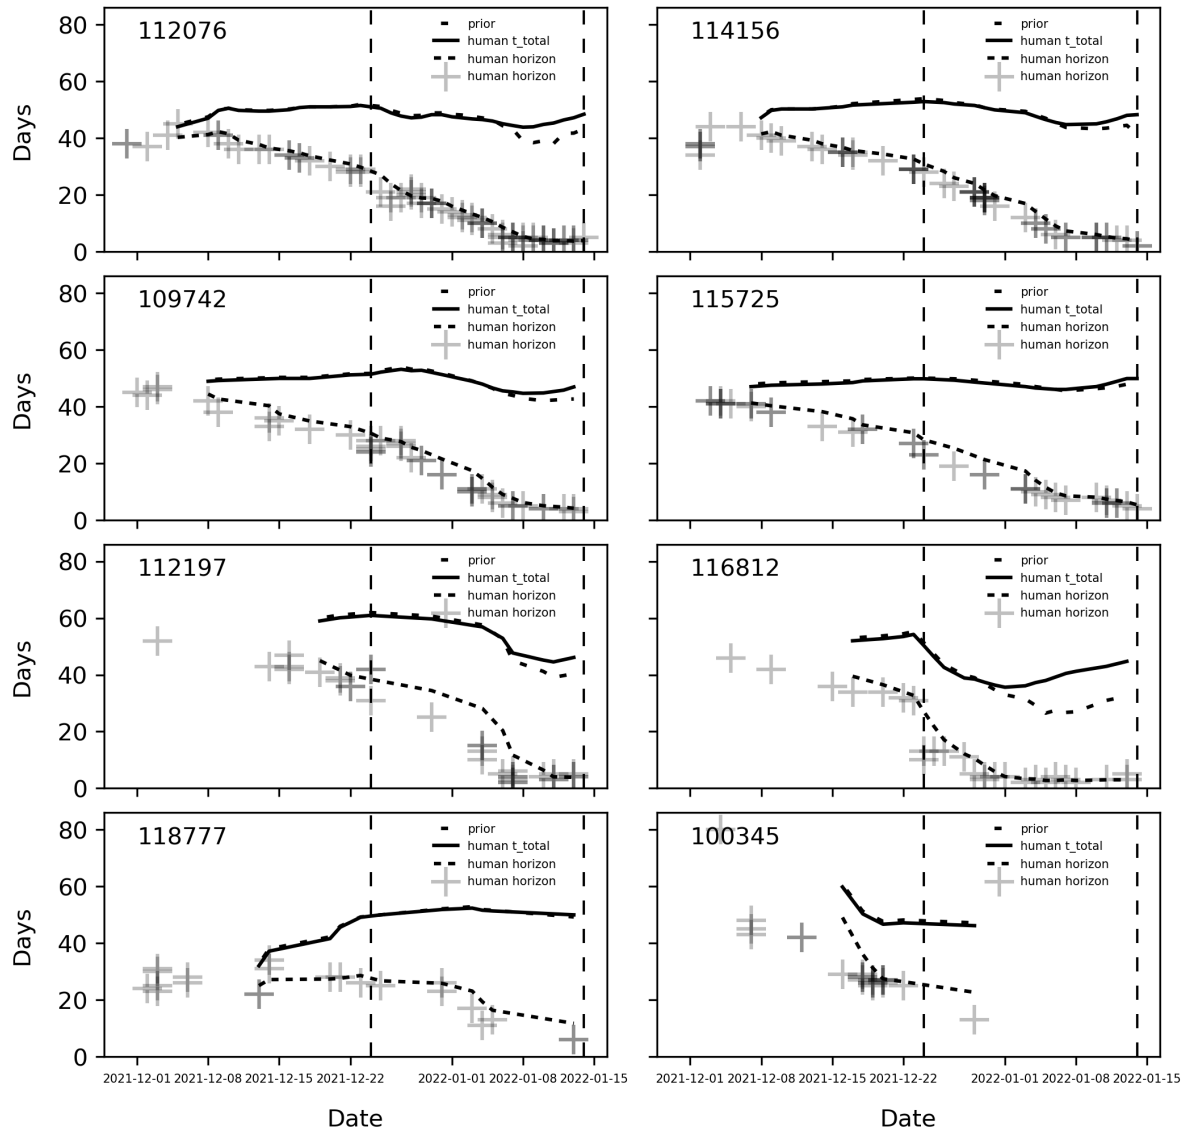 112076
prior
human t_total
human horizon
human horizon
Days
80
60
40
20
0
114156
prior
human t_total
human horizon
human horizon
109742
prior
human t_total
human horizon
human horizon
Days
80
60
40
20
0
115725
prior
human t_total
human horizon
human horizon
112197
prior
human t_total
human horizon
human horizon
Days
80
60
40
20
0
116812
prior
human t_total
human horizon
human horizon
118777
prior
human t_total
human horizon
human horizon
Days
80
60
40
20
0
2021-12-01 2021-12-08 2021-12-15 2021-12-22 2022-01-01 2022-01-08 2022-01-15
Date
100345
prior
human t_total
human horizon
human horizon
2021-12-01 2021-12-08 2021-12-15 2021-12-22 2022-01-01 2022-01-08 2022-01-15
Date